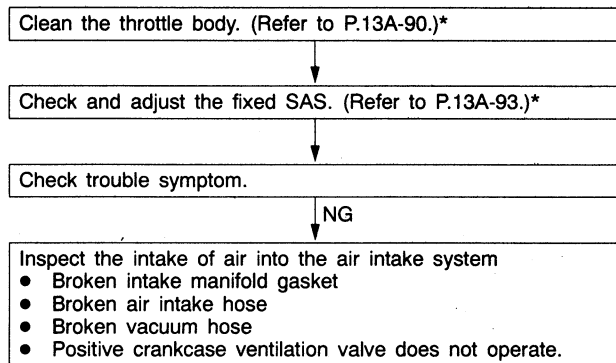 Clean the throttle body. (Refer to P.13A-90.)*
Check and adjust the fixed SAS. (Refer to P.13A-93.)*
Check trouble symptom.
NG
Inspect the intake of air into the air intake system
● Broken intake manifold gasket
● Broken air intake hose
● Broken vacuum hose
● Positive crankcase ventilation valve does not operate.